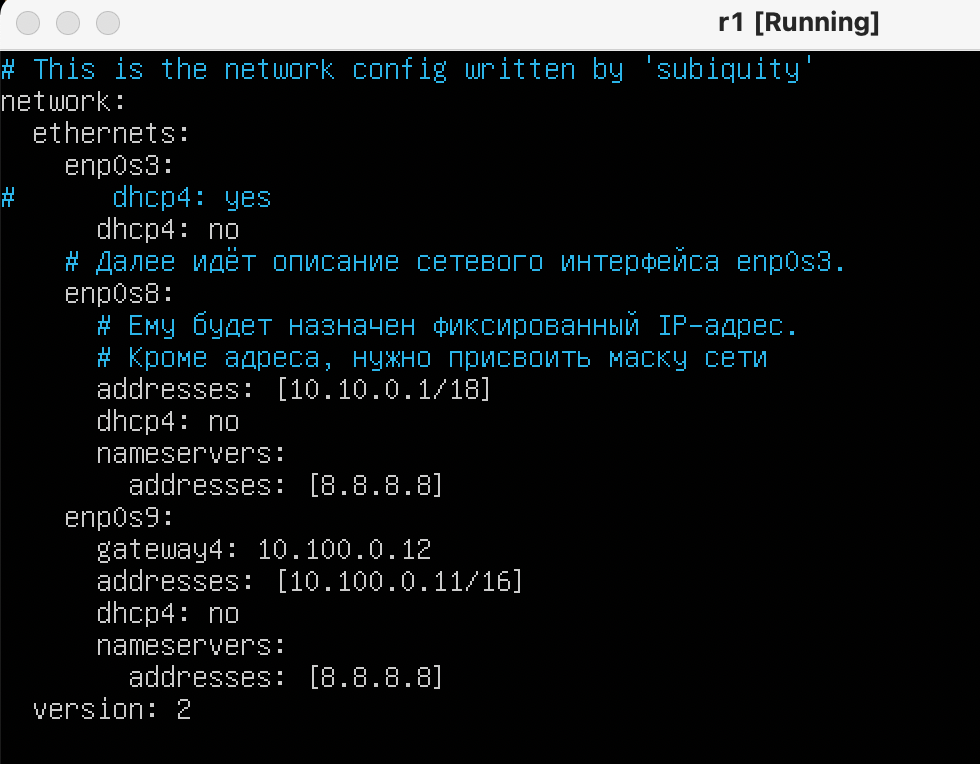 r1 [Running]
# This is the network config written by 'subiquity'
network:
  ethernets:
    enp0s3:
#      dhcp4: yes
      dhcp4: no
    # Далее идёт описание сетевого интерфейса enp0s3.
    enp0s8:
      # Ему будет назначен фиксированный IP-адрес.
      # Кроме адреса, нужно присвоить маску сети
      addresses: [10.10.0.1/18]
      dhcp4: no
      nameservers:
        addresses: [8.8.8.8]
    enp0s9:
      gateway4: 10.100.0.12
      addresses: [10.100.0.11/16]
      dhcp4: no
      nameservers:
        addresses: [8.8.8.8]
  version: 2